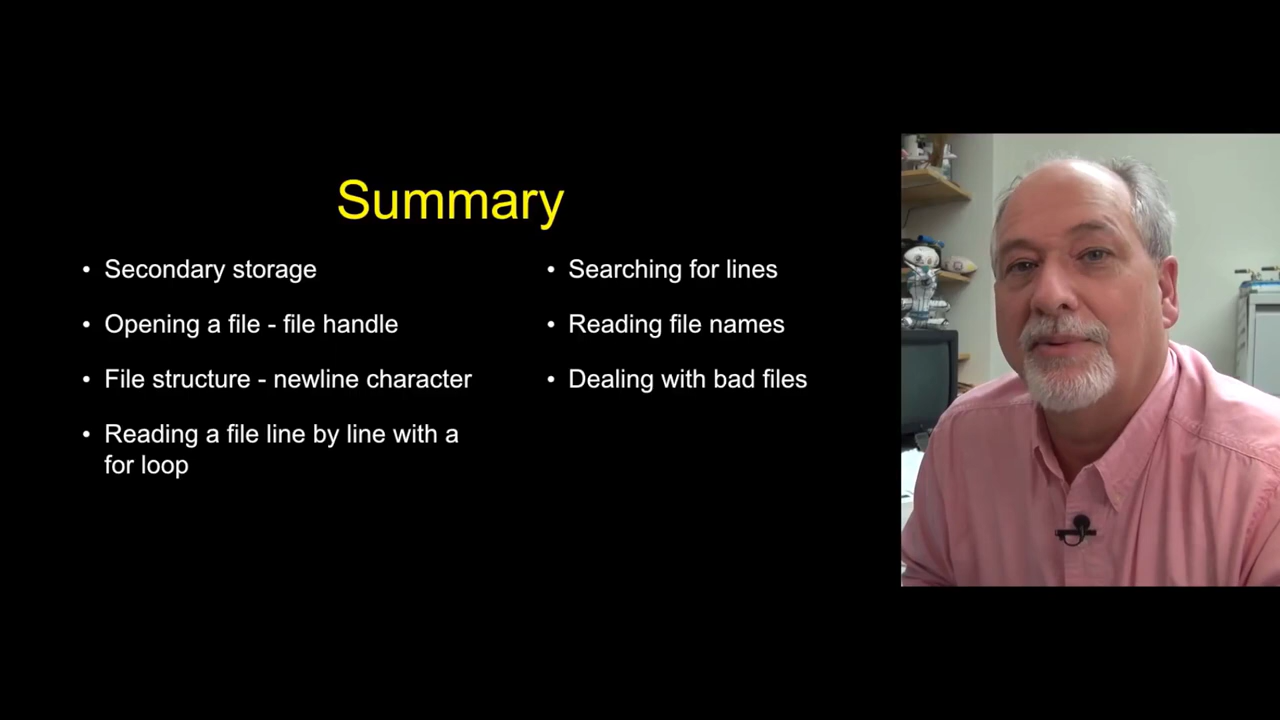 Summary
• Secondary storage
• Opening a file - file handle
• File structure - newline character
• Reading a file line by line with a
for loop
• Searching for lines
• Reading file names
• Dealing with bad files